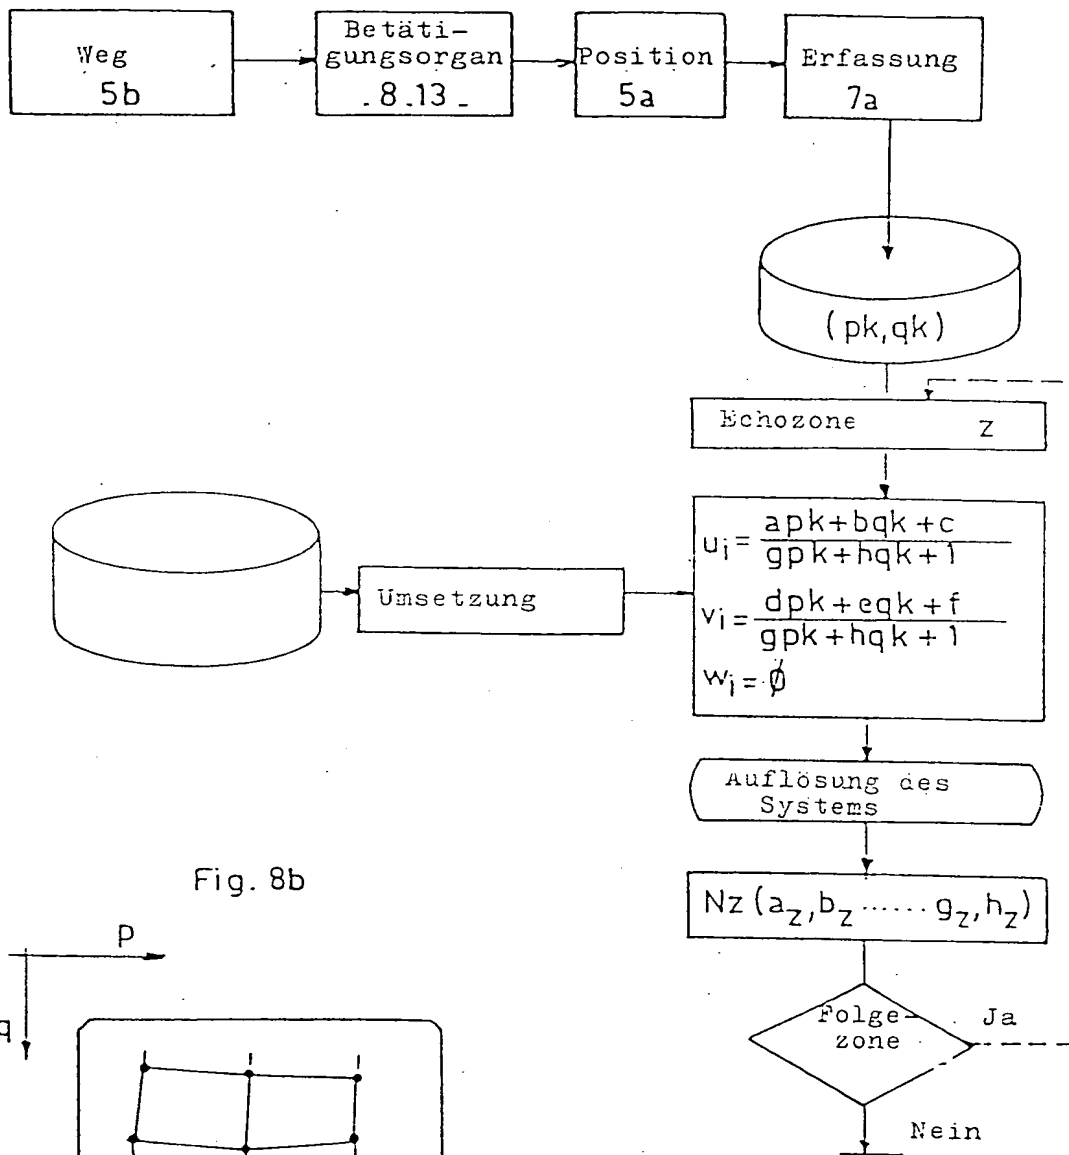 Weg
5b
Betäti-
gungsorgan
8.13
Position
5a
Erfassung
7a
(pk,qk)
Echozone z
ui = apk+bqk+c
gpk+hqk+1
vi = dpk+eqk+f
gpk+hqk+1
wi = ∅
Umsetzung
Auflösung des
Systems
Nz (az, bz ...... gz, hz)
Folge-
zone
Ja
Nein
Fig. 8b
p
q